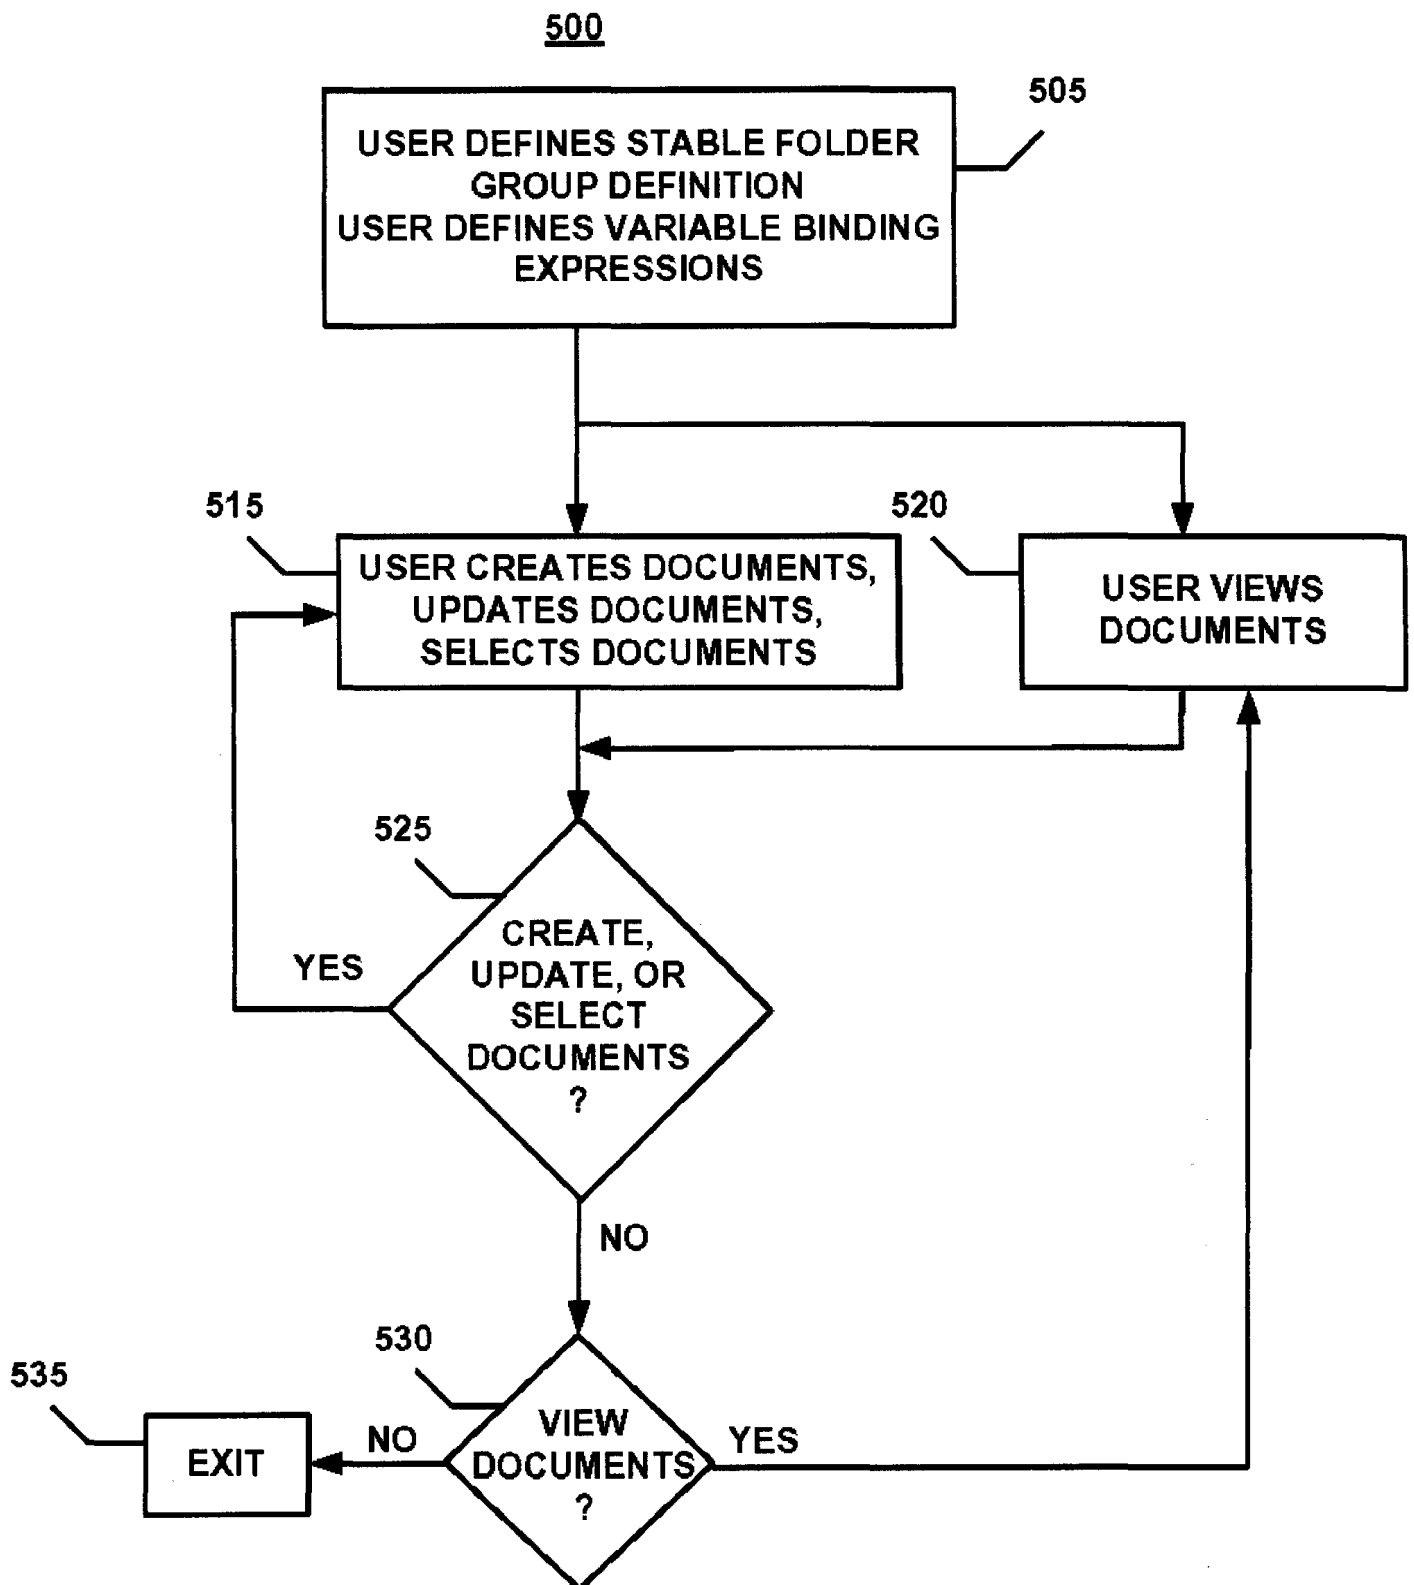 500
505
USER DEFINES STABLE FOLDER
GROUP DEFINITION
USER DEFINES VARIABLE BINDING
EXPRESSIONS
515
520
USER CREATES DOCUMENTS,
UPDATES DOCUMENTS,
SELECTS DOCUMENTS
USER VIEWS
DOCUMENTS
525
CREATE,
UPDATE, OR
SELECT
DOCUMENTS
?
YES
NO
530
535
VIEW
DOCUMENTS
?
NO
YES
EXIT